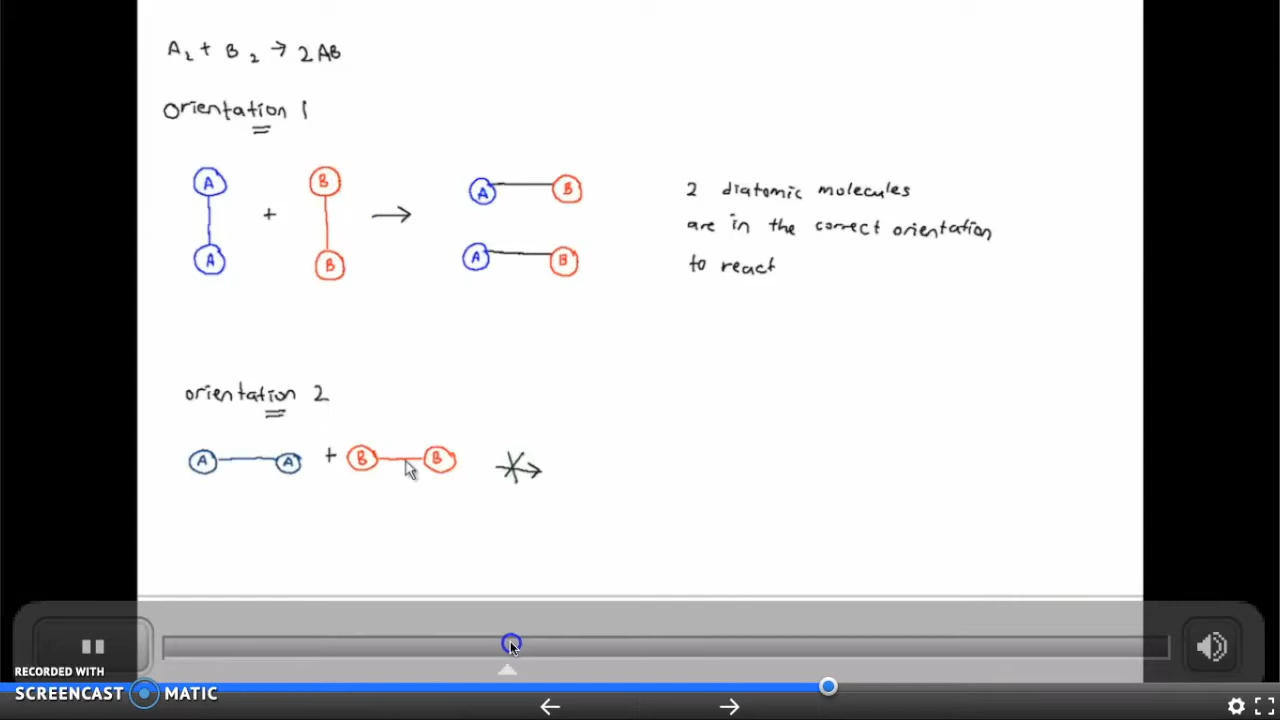 A₂ + B₂ → 2AB
Orientation 1
A + B → A B
A B A B
2 diatomic molecules
are in the correct orientation
to react
orientation 2
A A + B B
RECORDED WITH
SCREENCAST MATIC